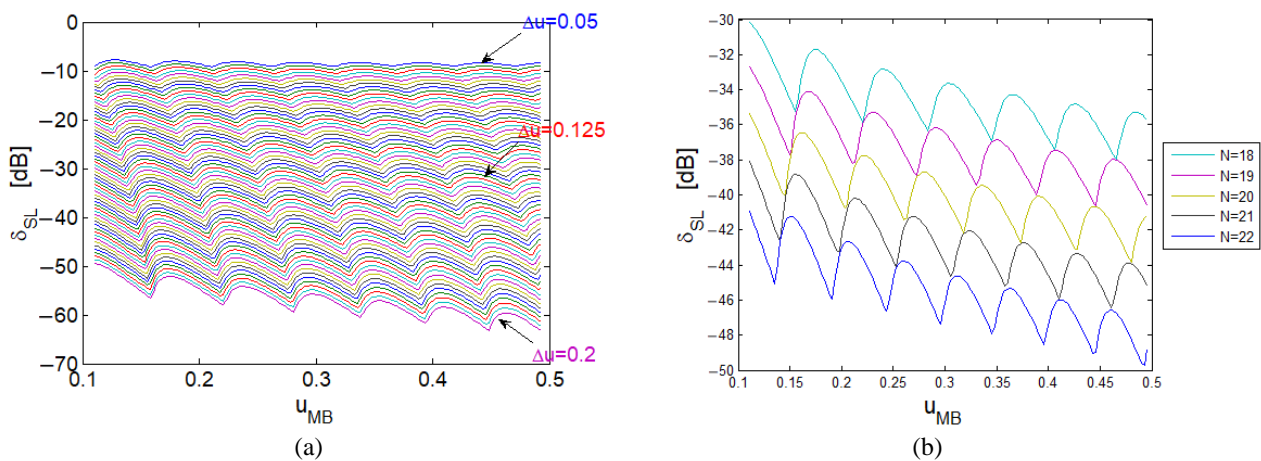 0
−10
−20
−30
−40
−50
−60
−70
δSL [dB]
0.1 0.2 0.3 0.4 0.5
uMB
Δu=0.05
Δu=0.125
Δu=0.2
(a)
−30
−32
−34
−36
−38
−40
−42
−44
−46
−48
−50
δSL [dB]
0.1 0.15 0.2 0.25 0.3 0.35 0.4 0.45 0.5
uMB
N=18
N=19
N=20
N=21
N=22
(b)